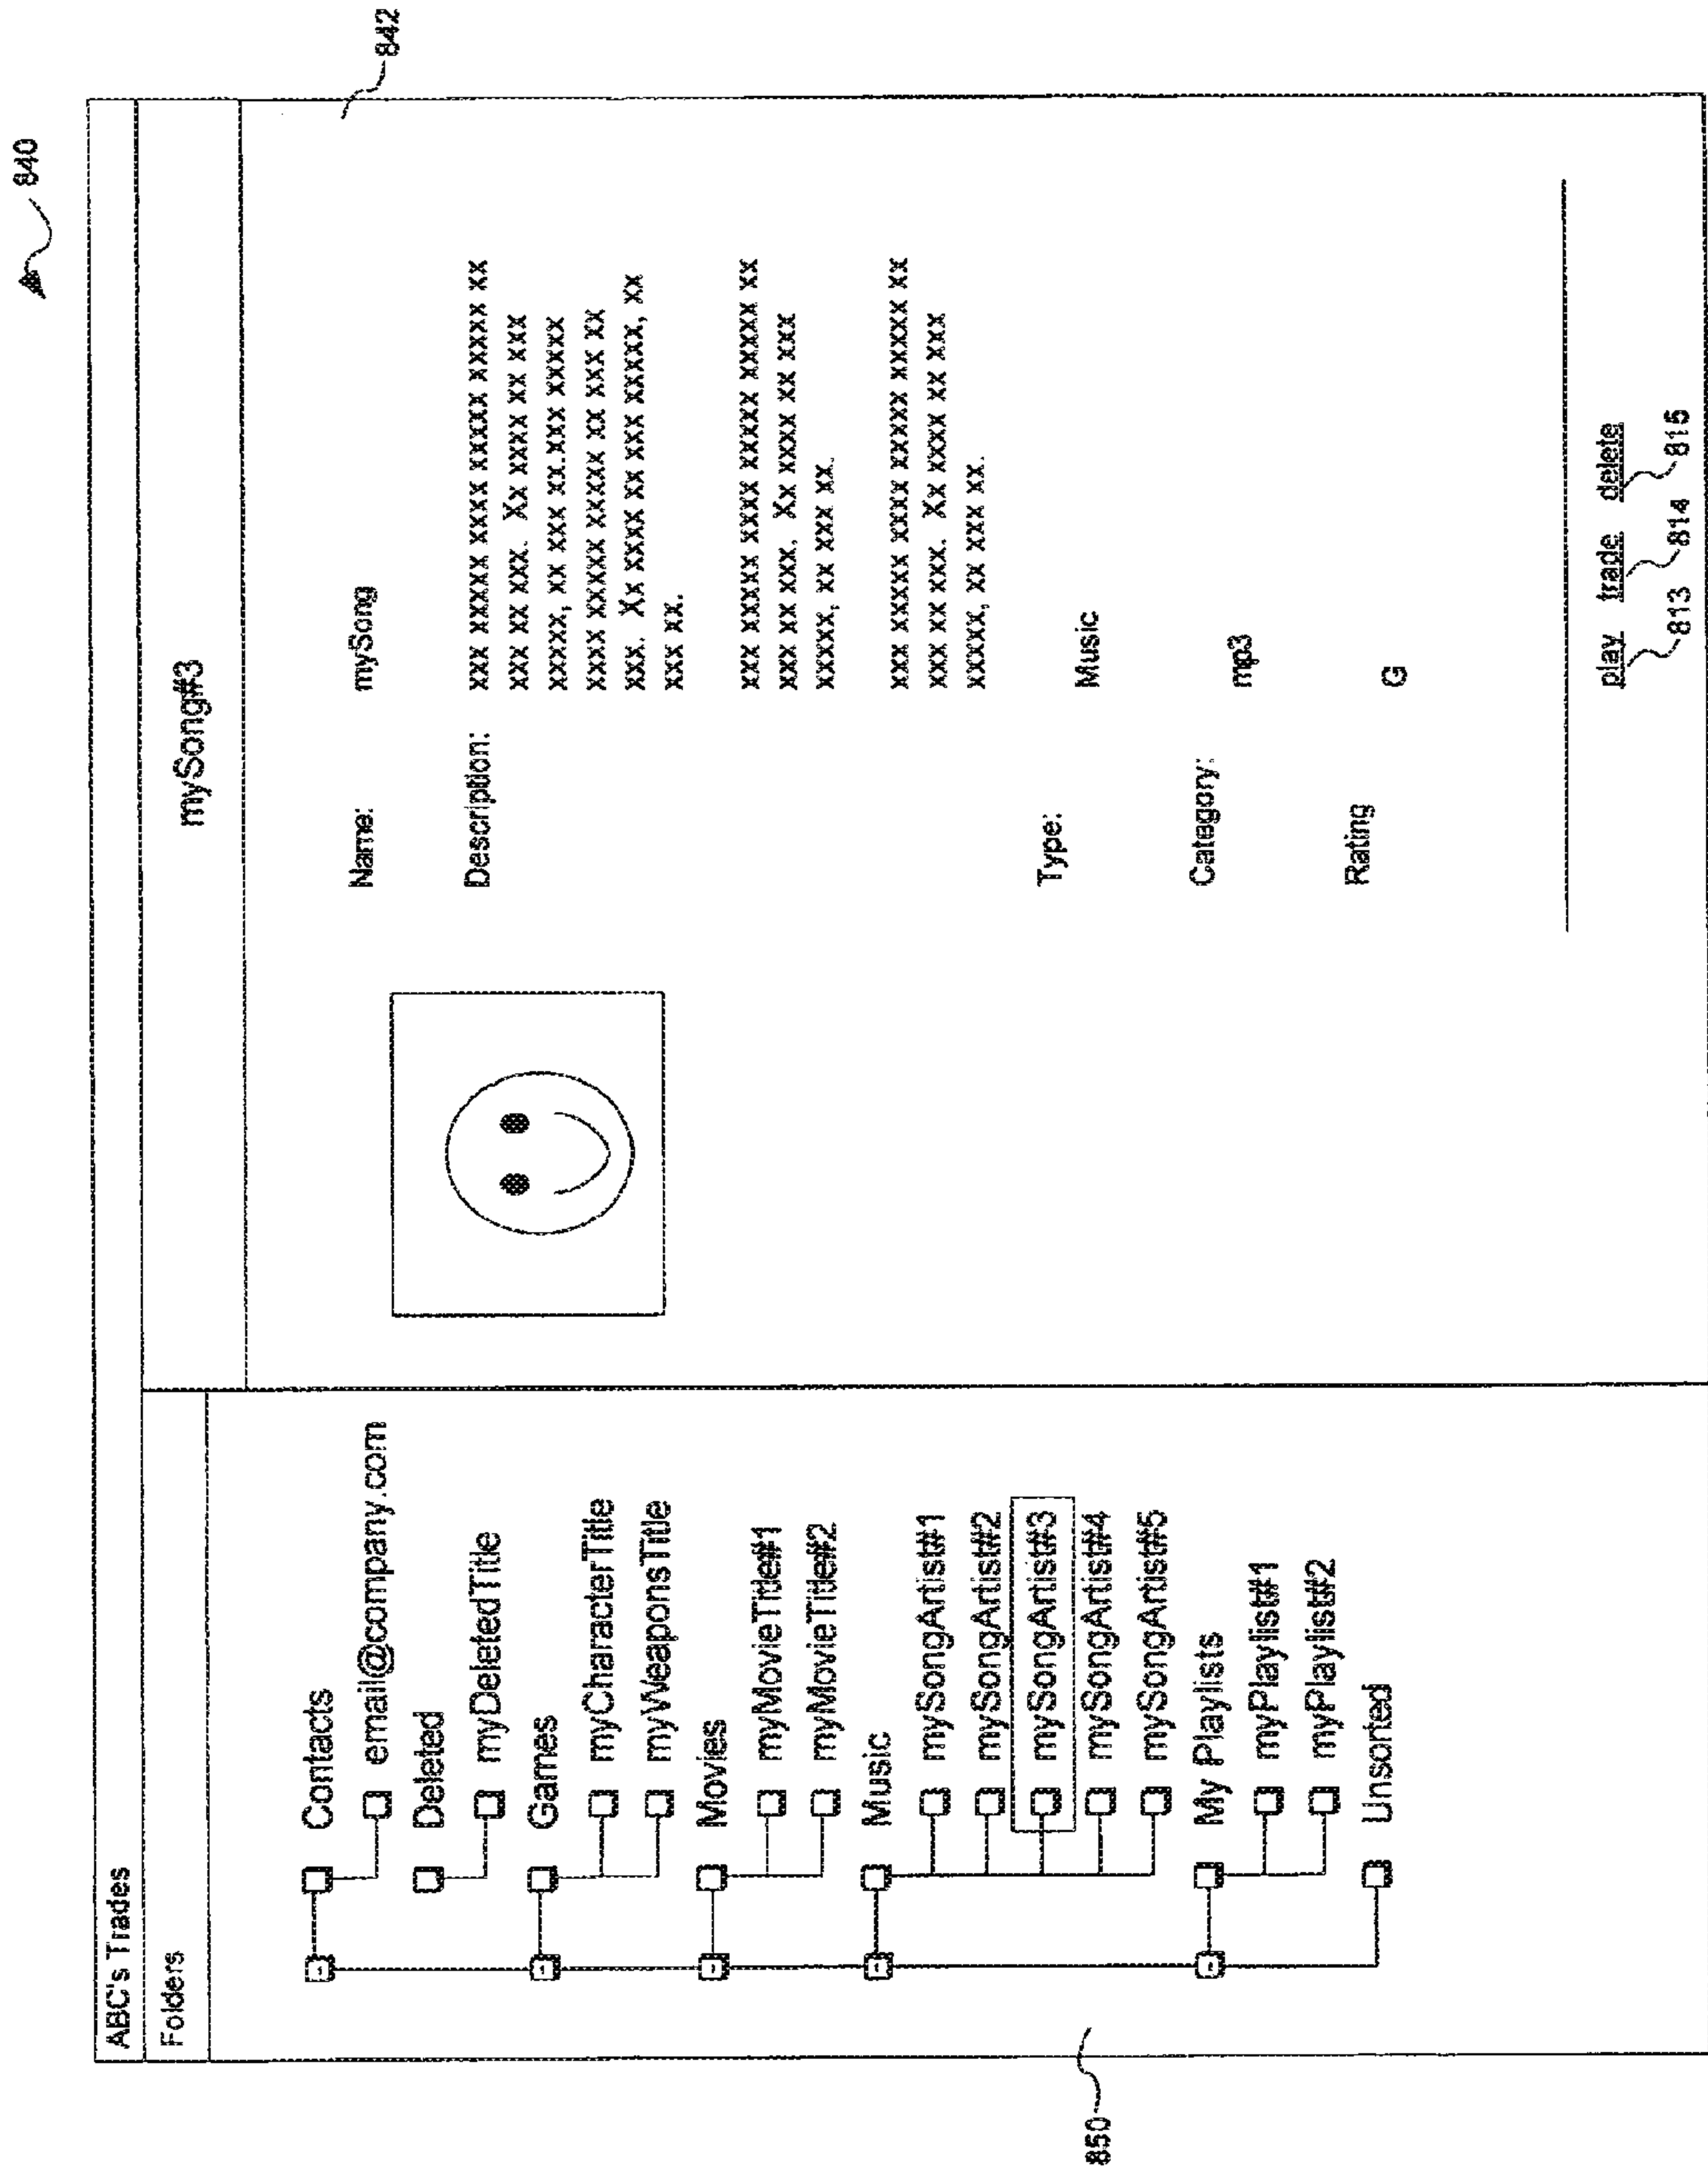 840
842
ABC's Trades
Folders
Contacts
email@company.com
Deleted
myDeletedTitle
Games
myCharacterTitle
myWeaponsTitle
Movies
myMovieTitle#1
myMovieTitle#2
Music
mySongArtist#1
mySongArtist#2
mySongArtist#3
mySongArtist#4
mySongArtist#5
My Playlists
myPlaylist#1
myPlaylist#2
Unsorted
850
mySong#3
Name: mySong
Description: xxx xxxxx xxxx xxxxx xxxxx xx
xxx xx xxx. Xx xxxx xx xxx
xxxxx, xx xxx xx.xxx xxxxx
xxxx xxxxx xxxxx xx xxx xx
xxx. Xx xxxx xx xxx xxxxx, xx
xxx xx.
xxx xxxxx xxxx xxxxx xxxxx xx
xxx xx xxx. Xx xxxx xx xxx
xxxxx, xx xxx xx.
xxx xxxxx xxxx xxxxx xxxxx xx
xxx xx xxx. Xx xxxx xx xxx
xxxxx, xx xxx xx.
Type: Music
Category: mp3
Rating G
play trade delete
813 814 815